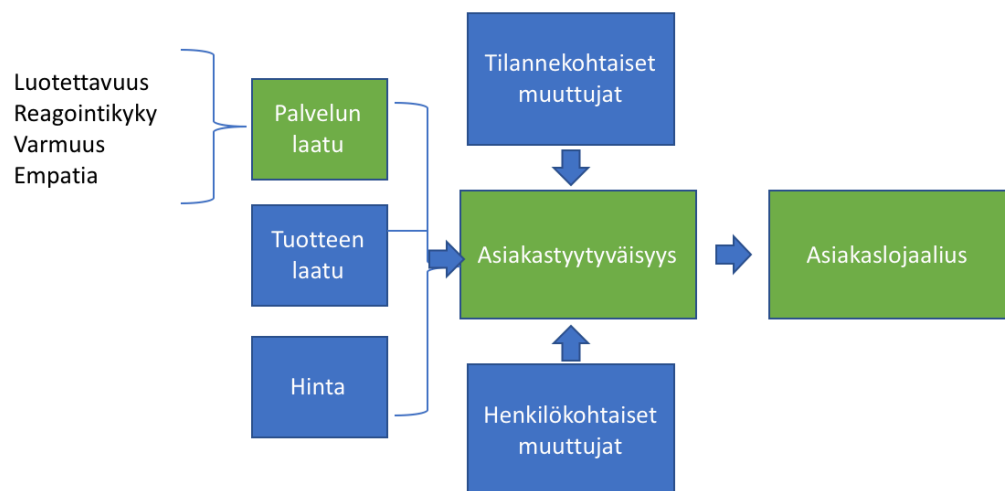 Luotettavuus
Reagointikyky
Varmuus
Empatia
Palvelun
laatu
Tuotteen
laatu
Hinta
Tilannekohtaiset
muuttujat
Asiakastyytyväisyys
Henkilökohtaiset
muuttujat
Asiakaslojaalius